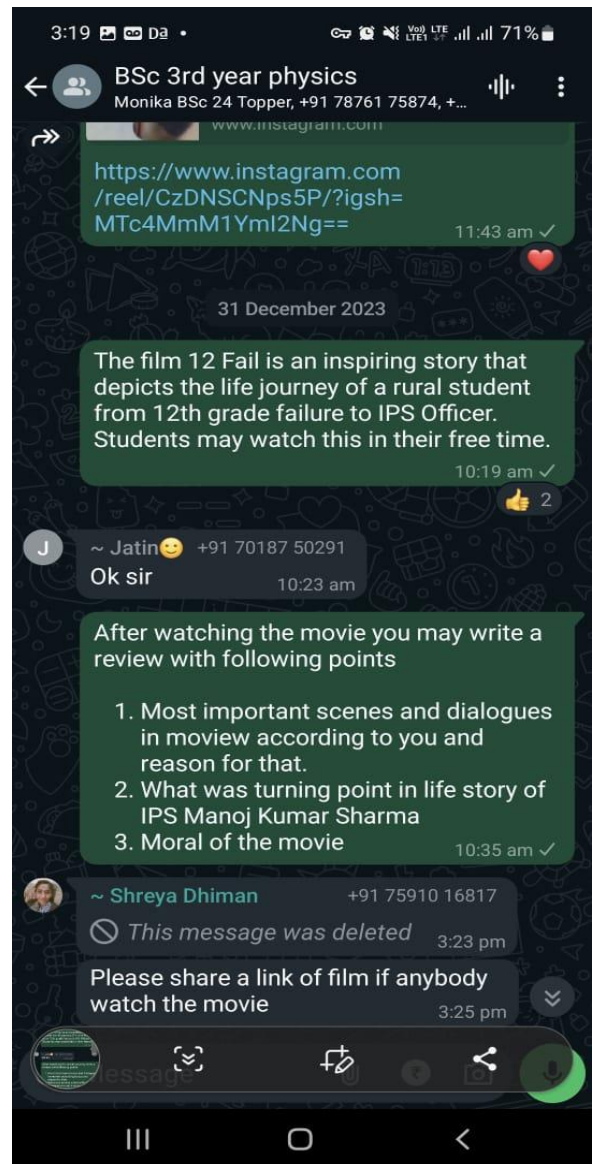 3:19 Da • Vo) LTE LTE1 71%
BSc 3rd year physics
Monika BSc 24 Topper, +91 78761 75874, +...
www.instagram.com
https://www.instagram.com
/reel/CzDNSCNps5P/?igsh=
MTc4MmM1YmI2Ng==
11:43 am
31 December 2023
The film 12 Fail is an inspiring story that
depicts the life journey of a rural student
from 12th grade failure to IPS Officer.
Students may watch this in their free time.
10:19 am
👍 2
J
~ Jatin😊 +91 70187 50291
Ok sir 10:23 am
After watching the movie you may write a
review with following points
1. Most important scenes and dialogues
in moview according to you and
reason for that.
2. What was turning point in life story of
IPS Manoj Kumar Sharma
3. Moral of the movie 10:35 am
~ Shreya Dhiman +91 75910 16817
This message was deleted 3:23 pm
Please share a link of film if anybody
watch the movie 3:25 pm
Message